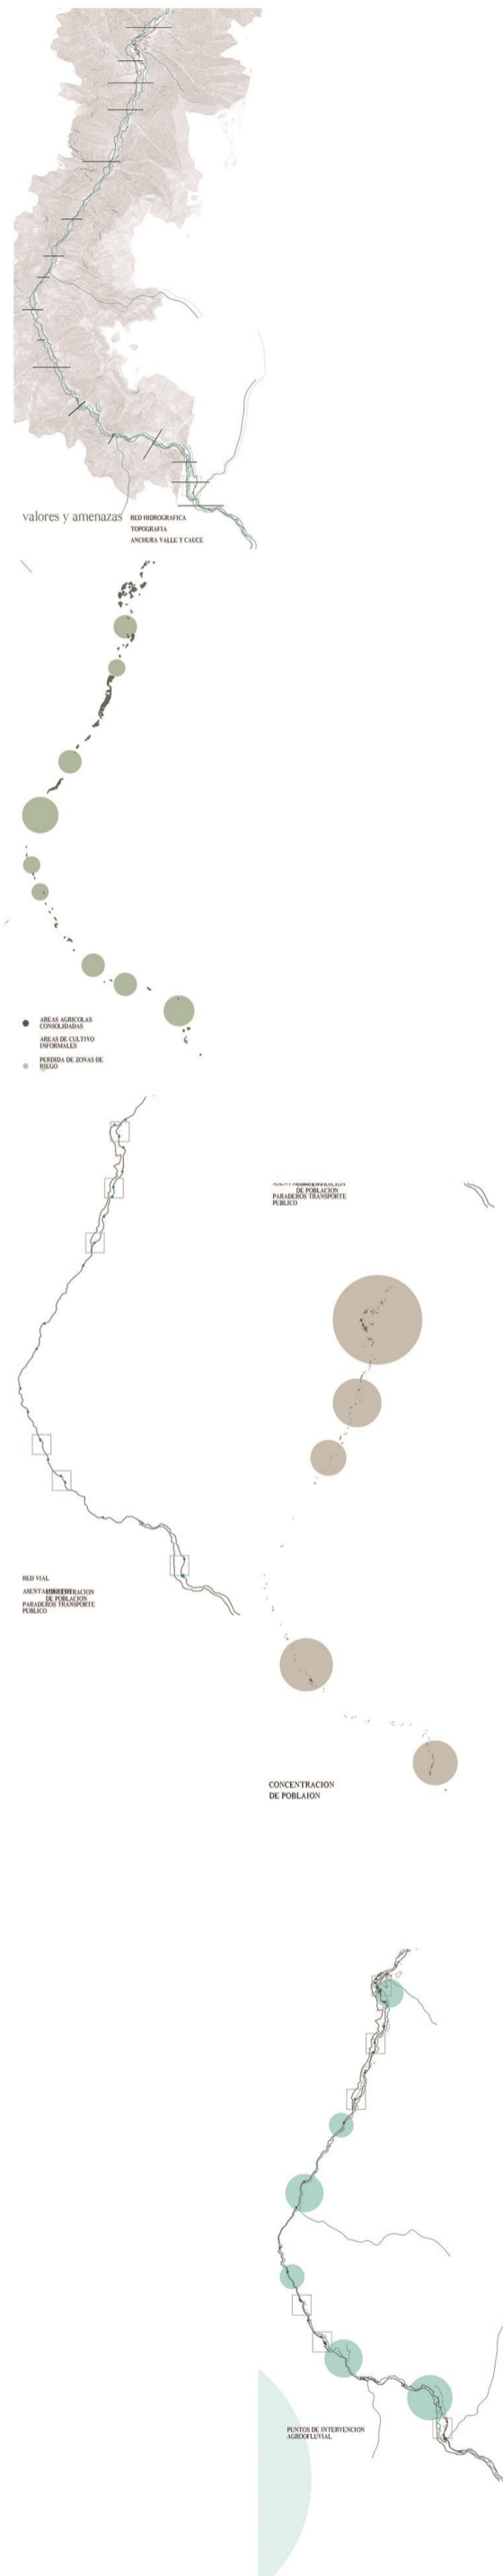 valores y amenazas
RED HIDROGRAFICA
TOPOGRAFIA
ANCHURA VALLE Y CAUCE
AREAS AGRICOLAS
CONSOLIDADAS
AREAS DE CULTIVO
INFORMALES
PERDIDA DE ZONAS DE
RIEGO
RED VIAL
DE POBLACION
PARADEROS TRANSPORTE
PUBLICO
DE POBLACION
PARADEROS TRANSPORTE
PUBLICO
CONCENTRACION
DE POBLAION
PUNTOS DE INTERVENCION
AGROOFLUVIAL